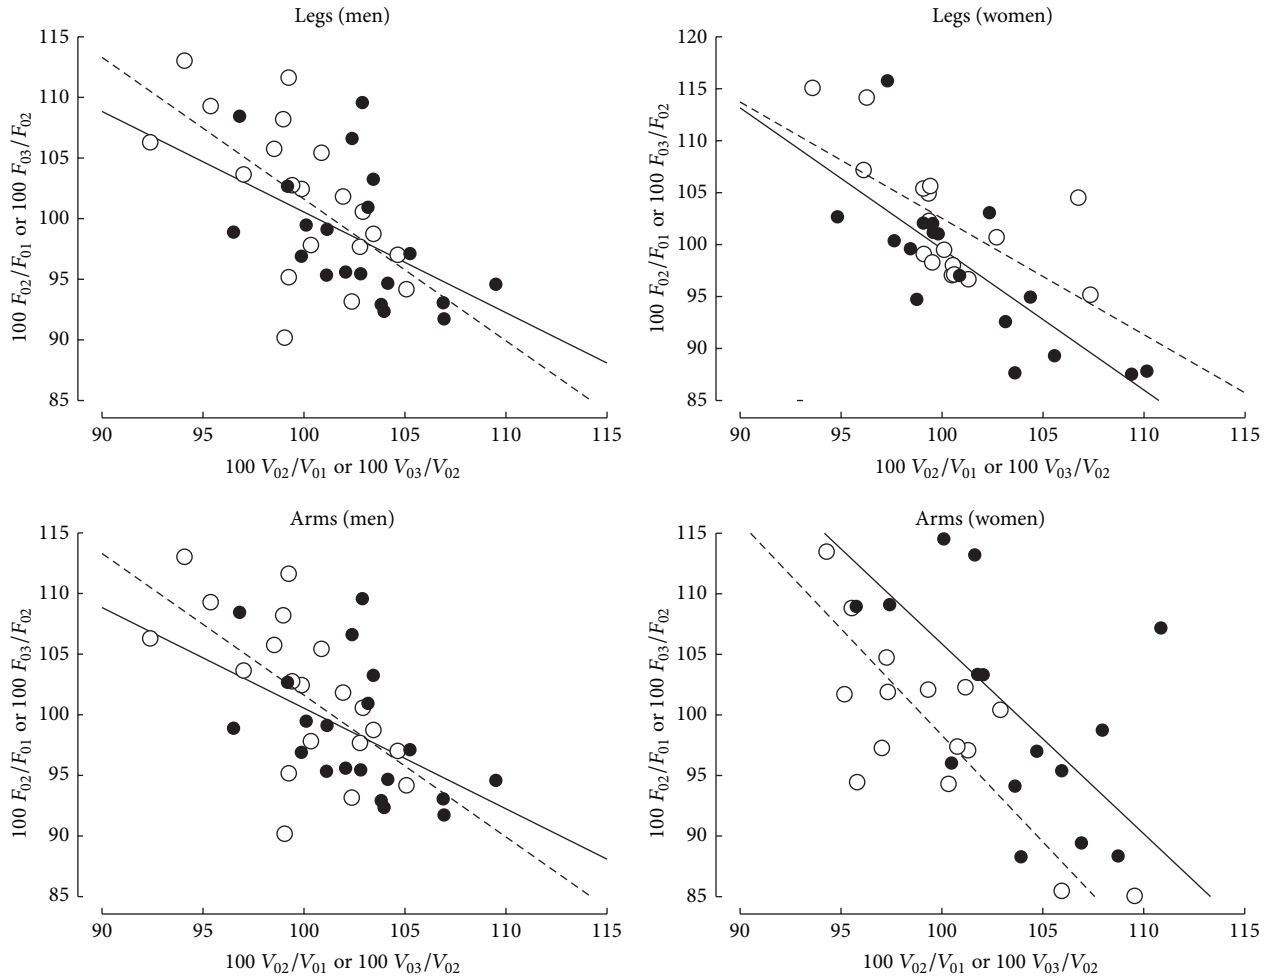 Legs (men)
115
110
105
100
95
90
85
100 F02/F01 or 100 F03/F02
90 95 100 105 110 115
100 V02/V01 or 100 V03/V02
Legs (women)
120
115
110
105
100
95
90
85
100 F02/F01 or 100 F03/F02
90 95 100 105 110 115
100 V02/V01 or 100 V03/V02
Arms (men)
115
110
105
100
95
90
85
100 F02/F01 or 100 F03/F02
90 95 100 105 110 115
100 V02/V01 or 100 V03/V02
Arms (women)
115
110
105
100
95
90
85
100 F02/F01 or 100 F03/F02
90 95 100 105 110 115
100 V02/V01 or 100 V03/V02